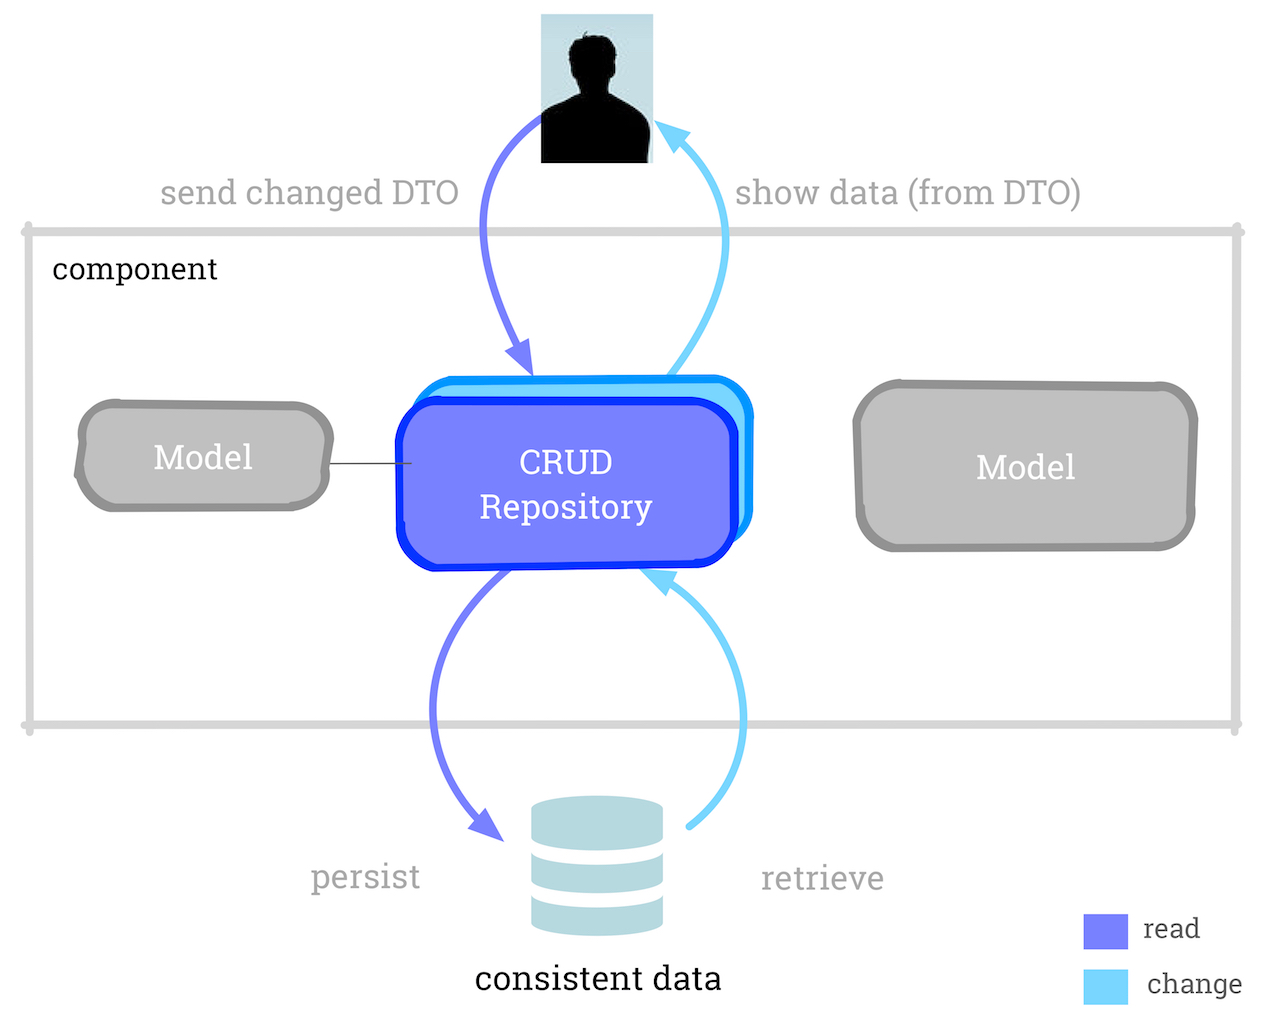 send changed DTO
show data (from DTO)
component
Model
CRUD
Repository
Model
persist
retrieve
consistent data
read
change